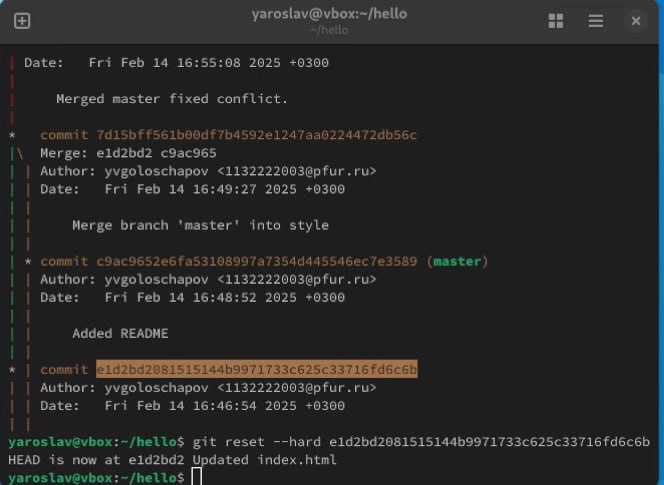 yaroslav@vbox:~/hello
~/hello
| Date:   Fri Feb 14 16:55:08 2025 +0300
|
|     Merged master fixed conflict.
|
*   commit 7d15bff561b00df7b4592e1247aa0224472db56c
|\  Merge: e1d2bd2 c9ac965
| | Author: yvgoloschapov <1132222003@pfur.ru>
| | Date:   Fri Feb 14 16:49:27 2025 +0300
| |
| |     Merge branch 'master' into style
| |
| * commit c9ac9652e6fa53108997a7354d445546ec7e3589 (master)
| | Author: yvgoloschapov <1132222003@pfur.ru>
| | Date:   Fri Feb 14 16:48:52 2025 +0300
| |
| |     Added README
| |
* | commit e1d2bd2081515144b9971733c625c33716fd6c6b
| | Author: yvgoloschapov <1132222003@pfur.ru>
| | Date:   Fri Feb 14 16:46:54 2025 +0300
| |
yaroslav@vbox:~/hello$ git reset --hard e1d2bd2081515144b9971733c625c33716fd6c6b
HEAD is now at e1d2bd2 Updated index.html
yaroslav@vbox:~/hello$